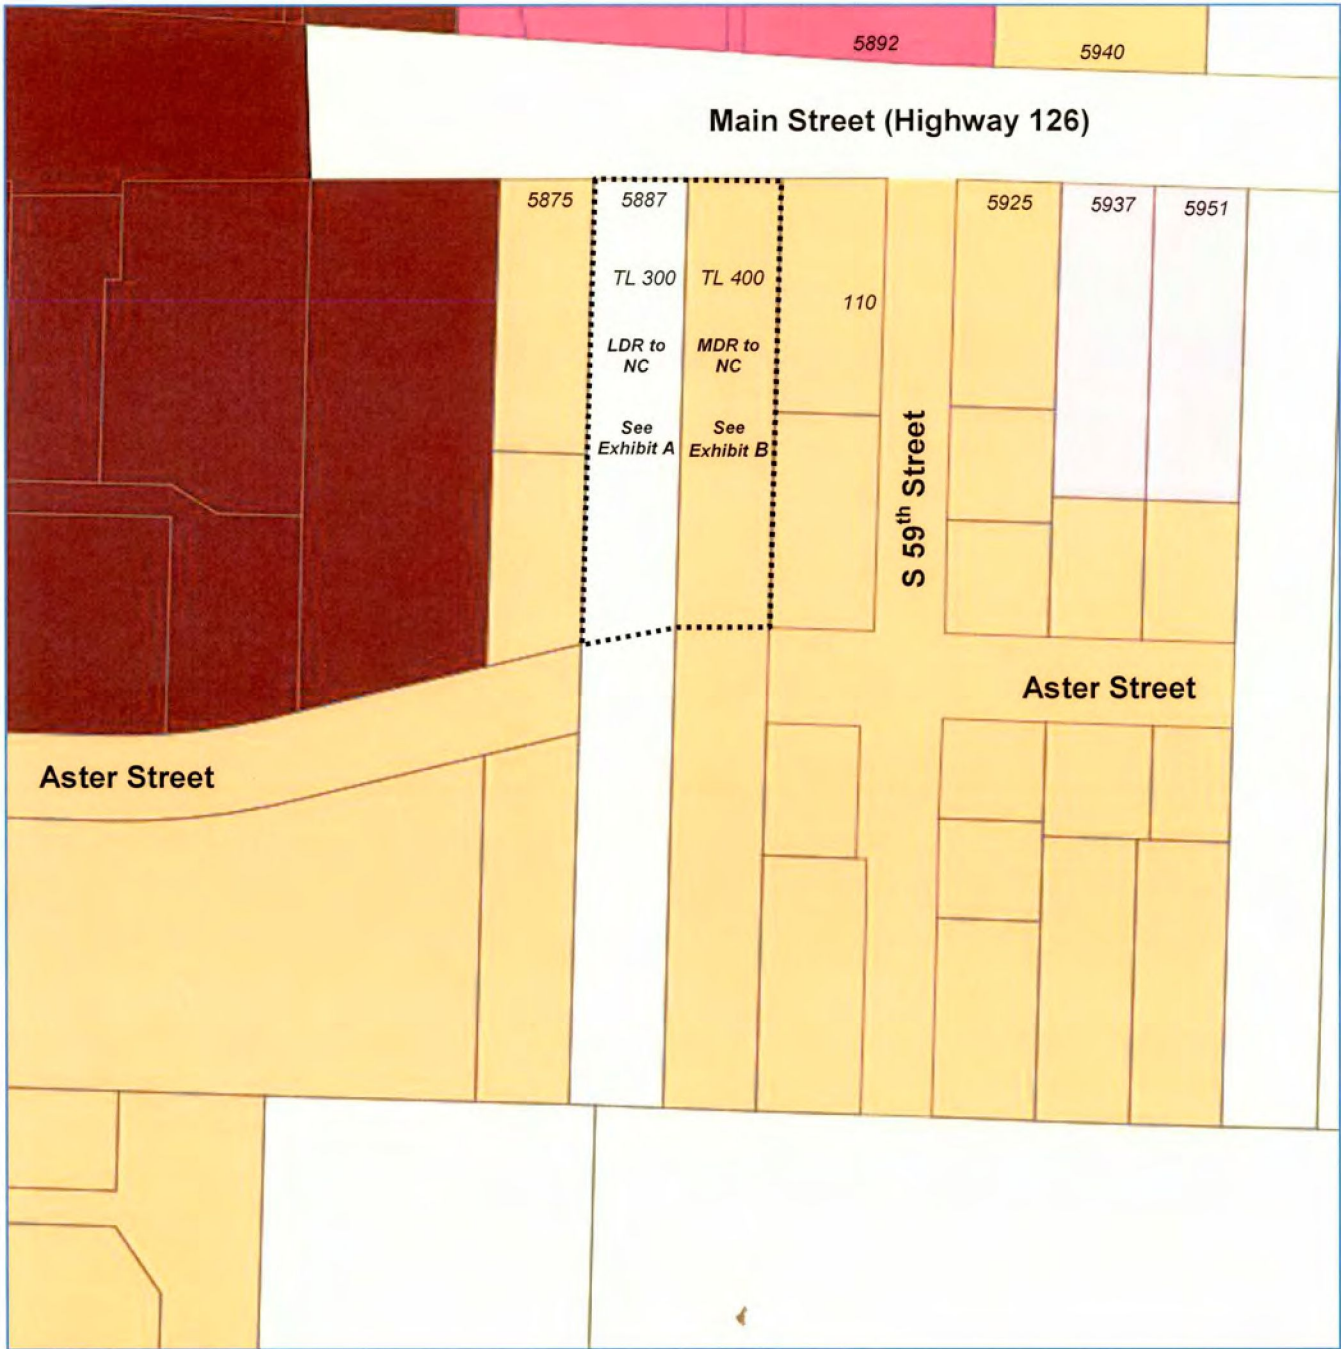 5892
5940
Main Street (Highway 126)
5875
5887
5925
5937
5951
TL 300
TL 400
110
LDR to
NC
MDR to
NC
See
Exhibit A
See
Exhibit B
S 59th Street
Aster Street
Aster Street